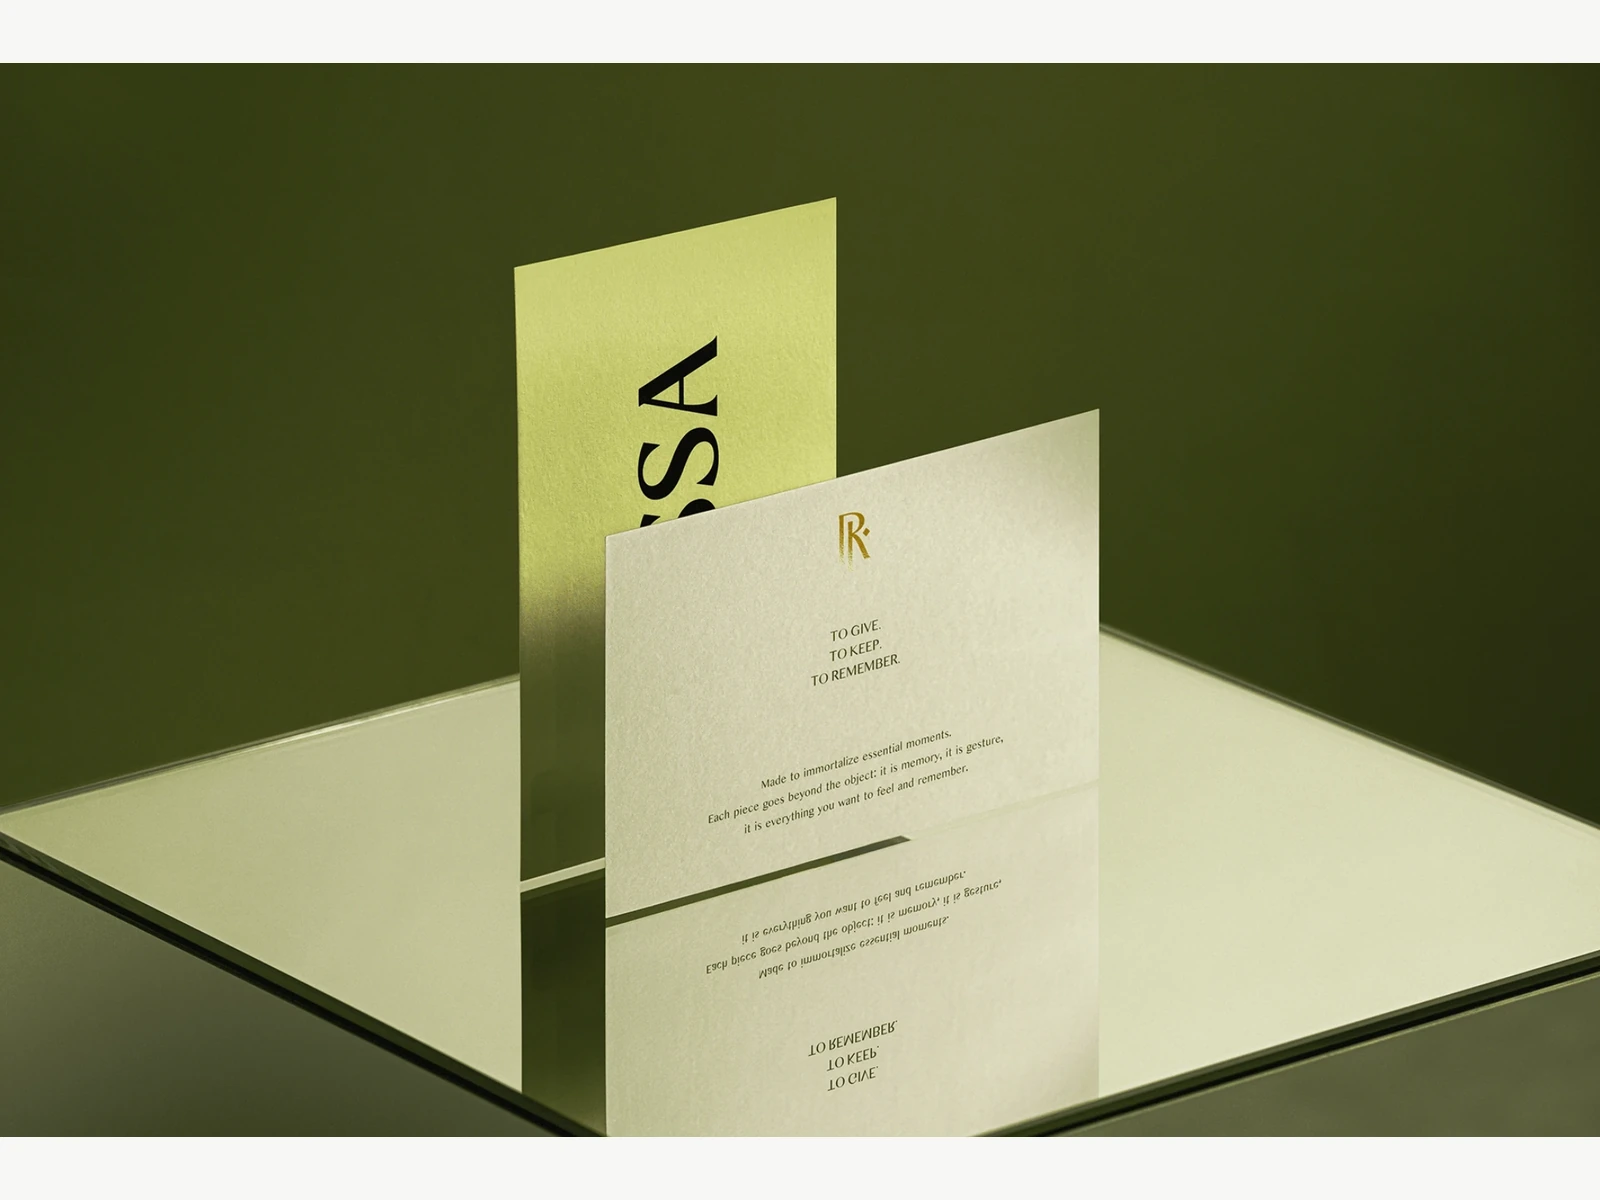 SSA
R
TO GIVE.
TO KEEP.
TO REMEMBER.
Made to immortalize essential moments.
Each piece goes beyond the object: it is memory, it is gesture,
it is everything you want to feel and remember.